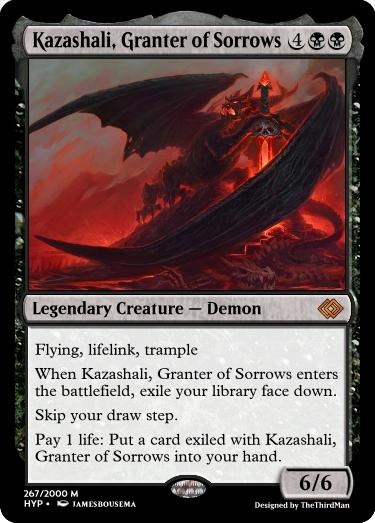 Kazashali, Granter of Sorrows 4
Legendary Creature — Demon
Flying, lifelink, trample
When Kazashali, Granter of Sorrows enters
the battlefield, exile your library face down.
Skip your draw step.
Pay 1 life: Put a card exiled with Kazashali,
Granter of Sorrows into your hand.
6/6
267/2000 M
HYP • JAMESBOUSEMA
Designed by TheThirdMan